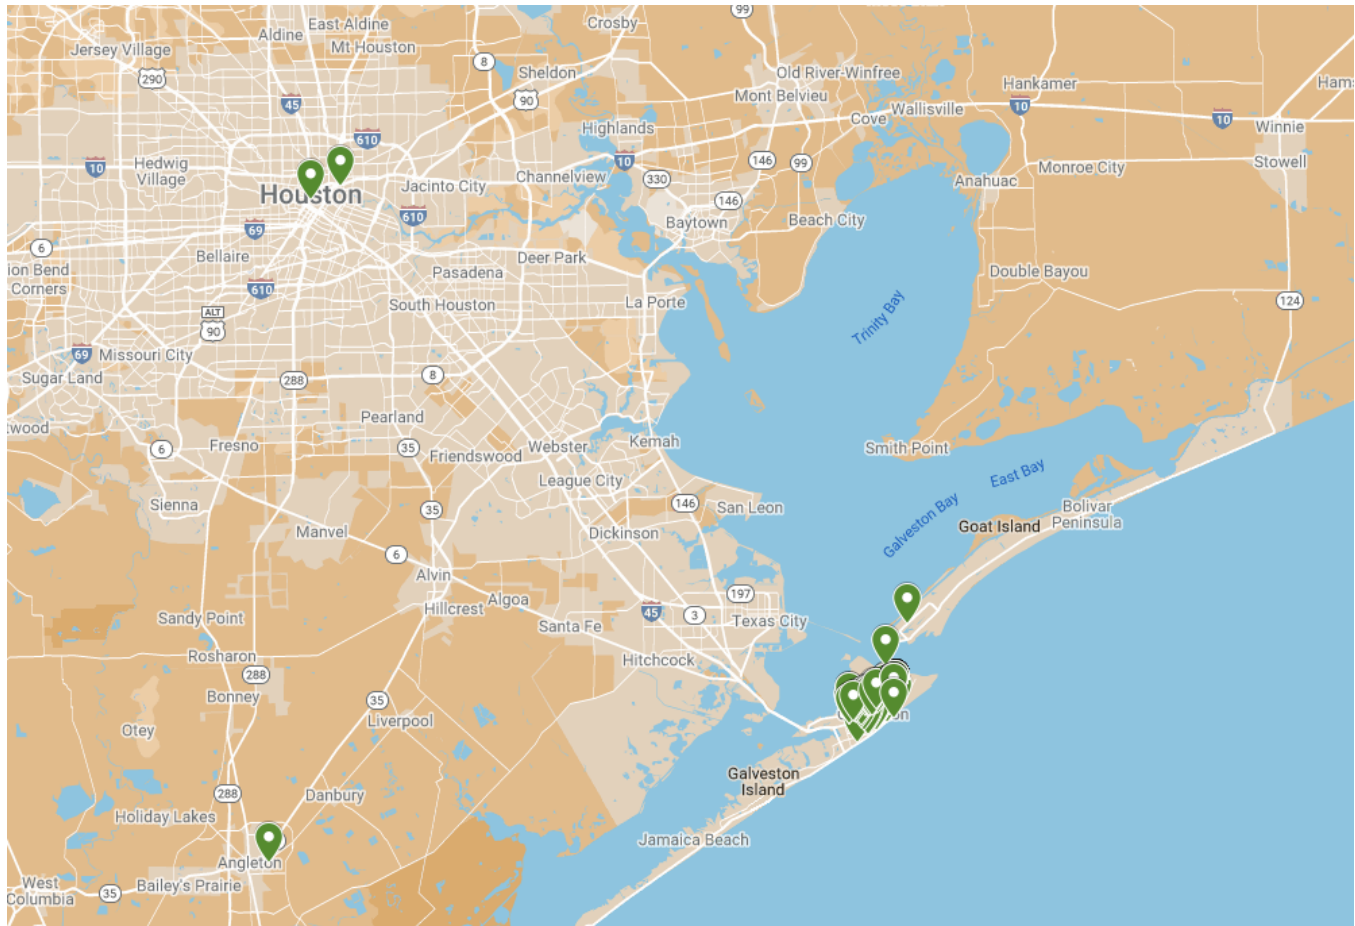 99
Crosby
East Aldine
Aldine
Mt Houston
Jersey Village
290
8
Sheldon
90
Old River-Winfree
Mont Belvieu
Hankamer
45
10
Wallisville
Cove
10
Winnie
610
Highlands
Hedwig
Village
10
10
146
99
Stowell
Monroe City
Anahuac
Channelview
330
Jacinto City
146
Houston
610
Baytown
Beach City
69
6
Bellaire
Deer Park
Pasadena
Double Bayou
ion Bend
Corners
610
South Houston
La Porte
124
ALT
90
Trinity Bay
69
Missouri City
Sugar Land
288
8
Pearland
twood
Fresno
6
35
Friendswood
Webster
Kemah
Smith Point
East Bay
League City
Sienna
35
146
San Leon
Galveston Bay
Goat Island
Bolivar
Peninsula
Manvel
Dickinson
6
Alvin
Algoa
Hillcrest
197
45
3
Texas City
Sandy Point
Santa Fe
Rosharon
Hitchcock
288
Bonney
35
Liverpool
Otey
Galveston
Island
288
Danbury
Holiday Lakes
Jamaica Beach
Angleton
West
Columbia
35
Bailey's Prairie